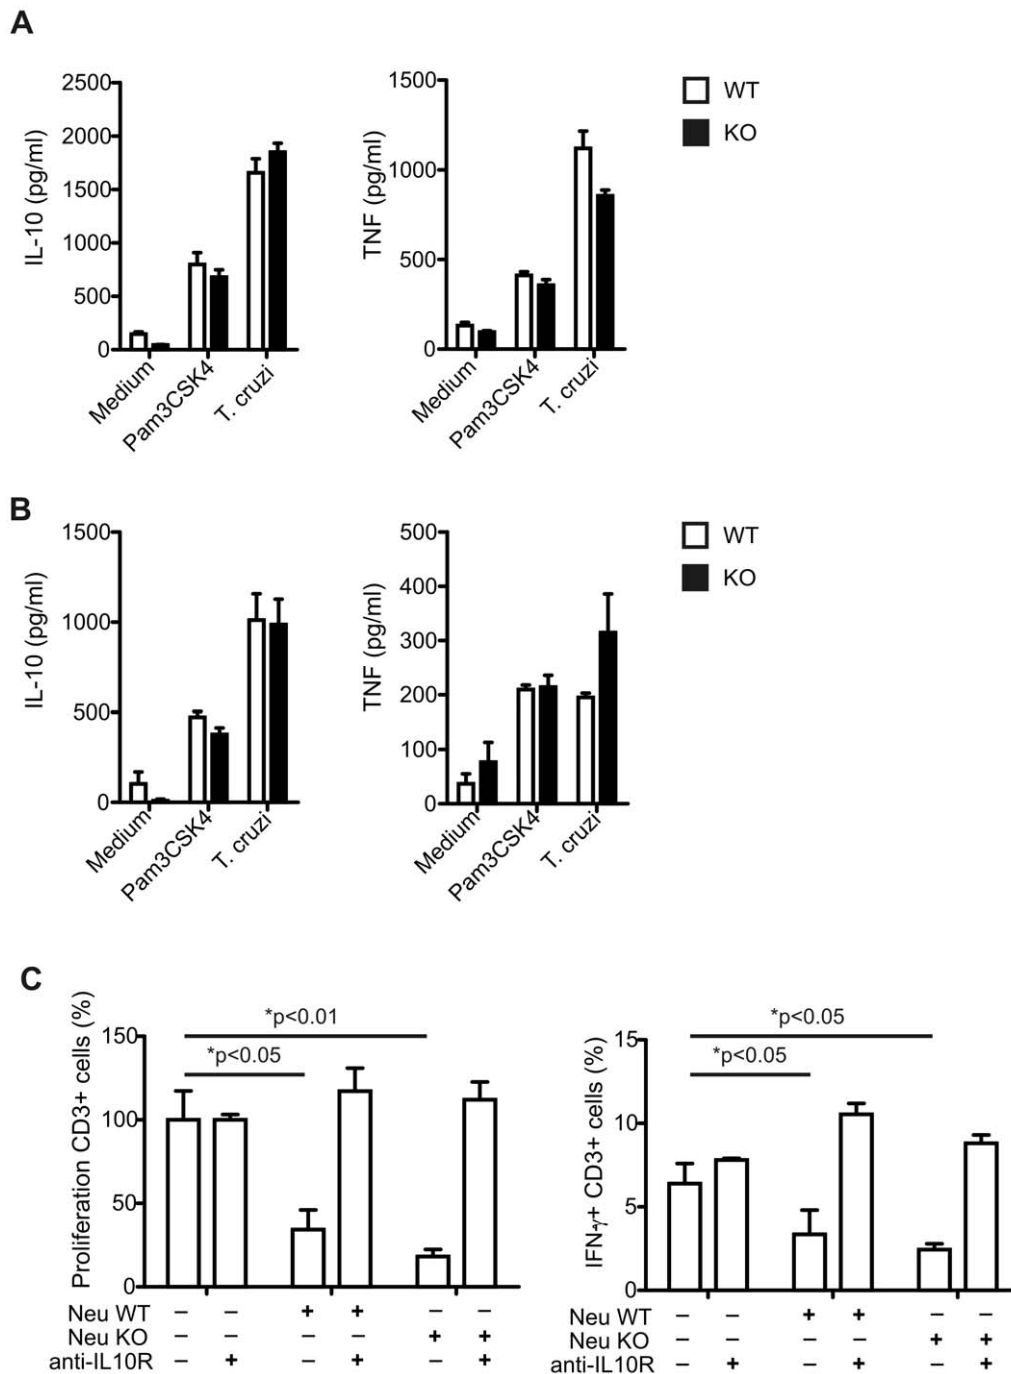 A
IL-10 (pg/ml)
2500
2000
1500
1000
500
0
Medium
Pam3CSK4
T. cruzi
TNF (pg/ml)
1500
1000
500
0
Medium
Pam3CSK4
T. cruzi
WT
KO
B
IL-10 (pg/ml)
1500
1000
500
0
Medium
Pam3CSK4
T. cruzi
TNF (pg/ml)
500
400
300
200
100
0
Medium
Pam3CSK4
T. cruzi
WT
KO
C
Proliferation CD3+ cells (%)
150
100
50
0
*p<0.01
*p<0.05
Neu WT − − + + − −
Neu KO − − − − + +
anti-IL10R − + − + − +
IFN-γ+ CD3+ cells (%)
15
10
5
0
*p<0.05
*p<0.05
Neu WT − − + + − −
Neu KO − − − − + +
anti-IL10R − + − + − +